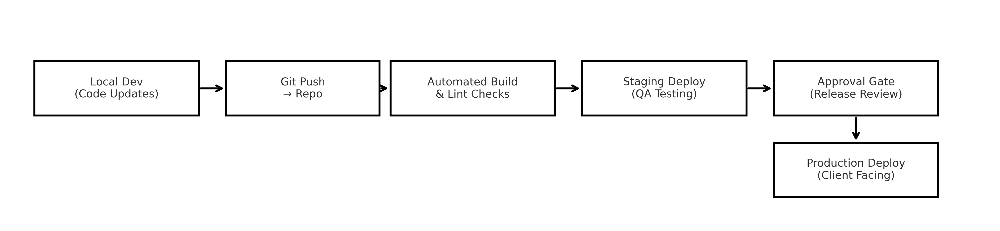 Local Dev
(Code Updates)
Git Push
→ Repo
Automated Build
& Lint Checks
Staging Deploy
(QA Testing)
Approval Gate
(Release Review)
Production Deploy
(Client Facing)